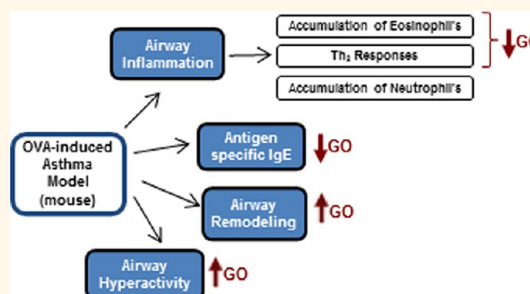 Accumulation of Eosinophil's
Airway
Inflammation
Th2 Responses
GO
Accumulation of Neutrophil's
OVA-induced
Asthma
Model
(mouse)
Antigen
specific IgE
GO
Airway
Remodeling
GO
Airway
Hyperactivity
GO